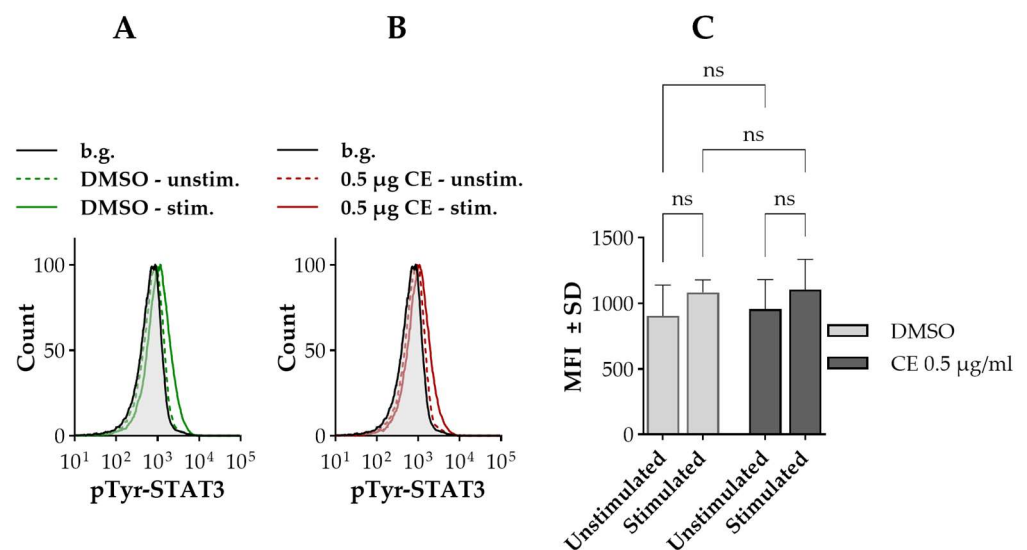 A
B
C
b.g.
DMSO - unstim.
DMSO - stim.
b.g.
0.5 µg CE - unstim.
0.5 µg CE - stim.
ns
ns
ns
ns
Count
100
50
0
10¹ 10² 10³ 10⁴ 10⁵
pTyr-STAT3
Count
100
50
0
10¹ 10² 10³ 10⁴ 10⁵
pTyr-STAT3
MFI ± SD
1500
1000
500
0
Unstimulated
Stimulated
Unstimulated
Stimulated
DMSO
CE 0.5 µg/ml